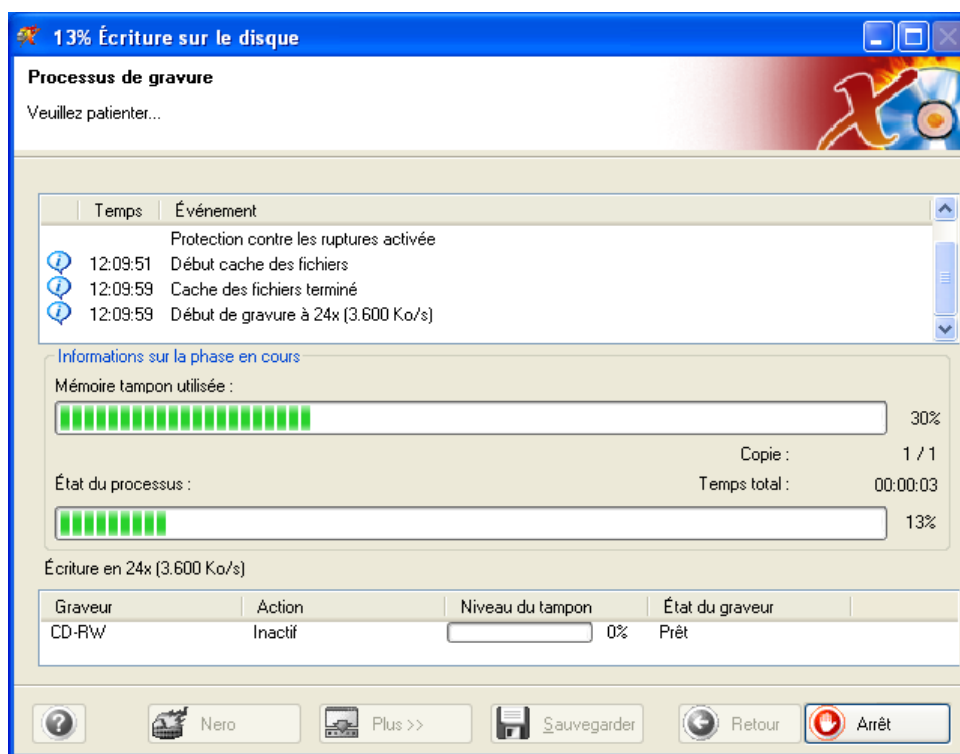 13% Écriture sur le disque
Processus de gravure
Veuillez patienter...
Temps Événement
Protection contre les ruptures activée
12:09:51 Début cache des fichiers
12:09:59 Cache des fichiers terminé
12:09:59 Début de gravure à 24x (3.600 Ko/s)
Informations sur la phase en cours
Mémoire tampon utilisée :
30%
Copie : 1 / 1
État du processus : Temps total : 00:00:03
13%
Écriture en 24x (3.600 Ko/s)
Graveur Action Niveau du tampon État du graveur
CD-RW Inactif 0% Prêt
Nero Plus >> Sauvegarder Retour Arrêt